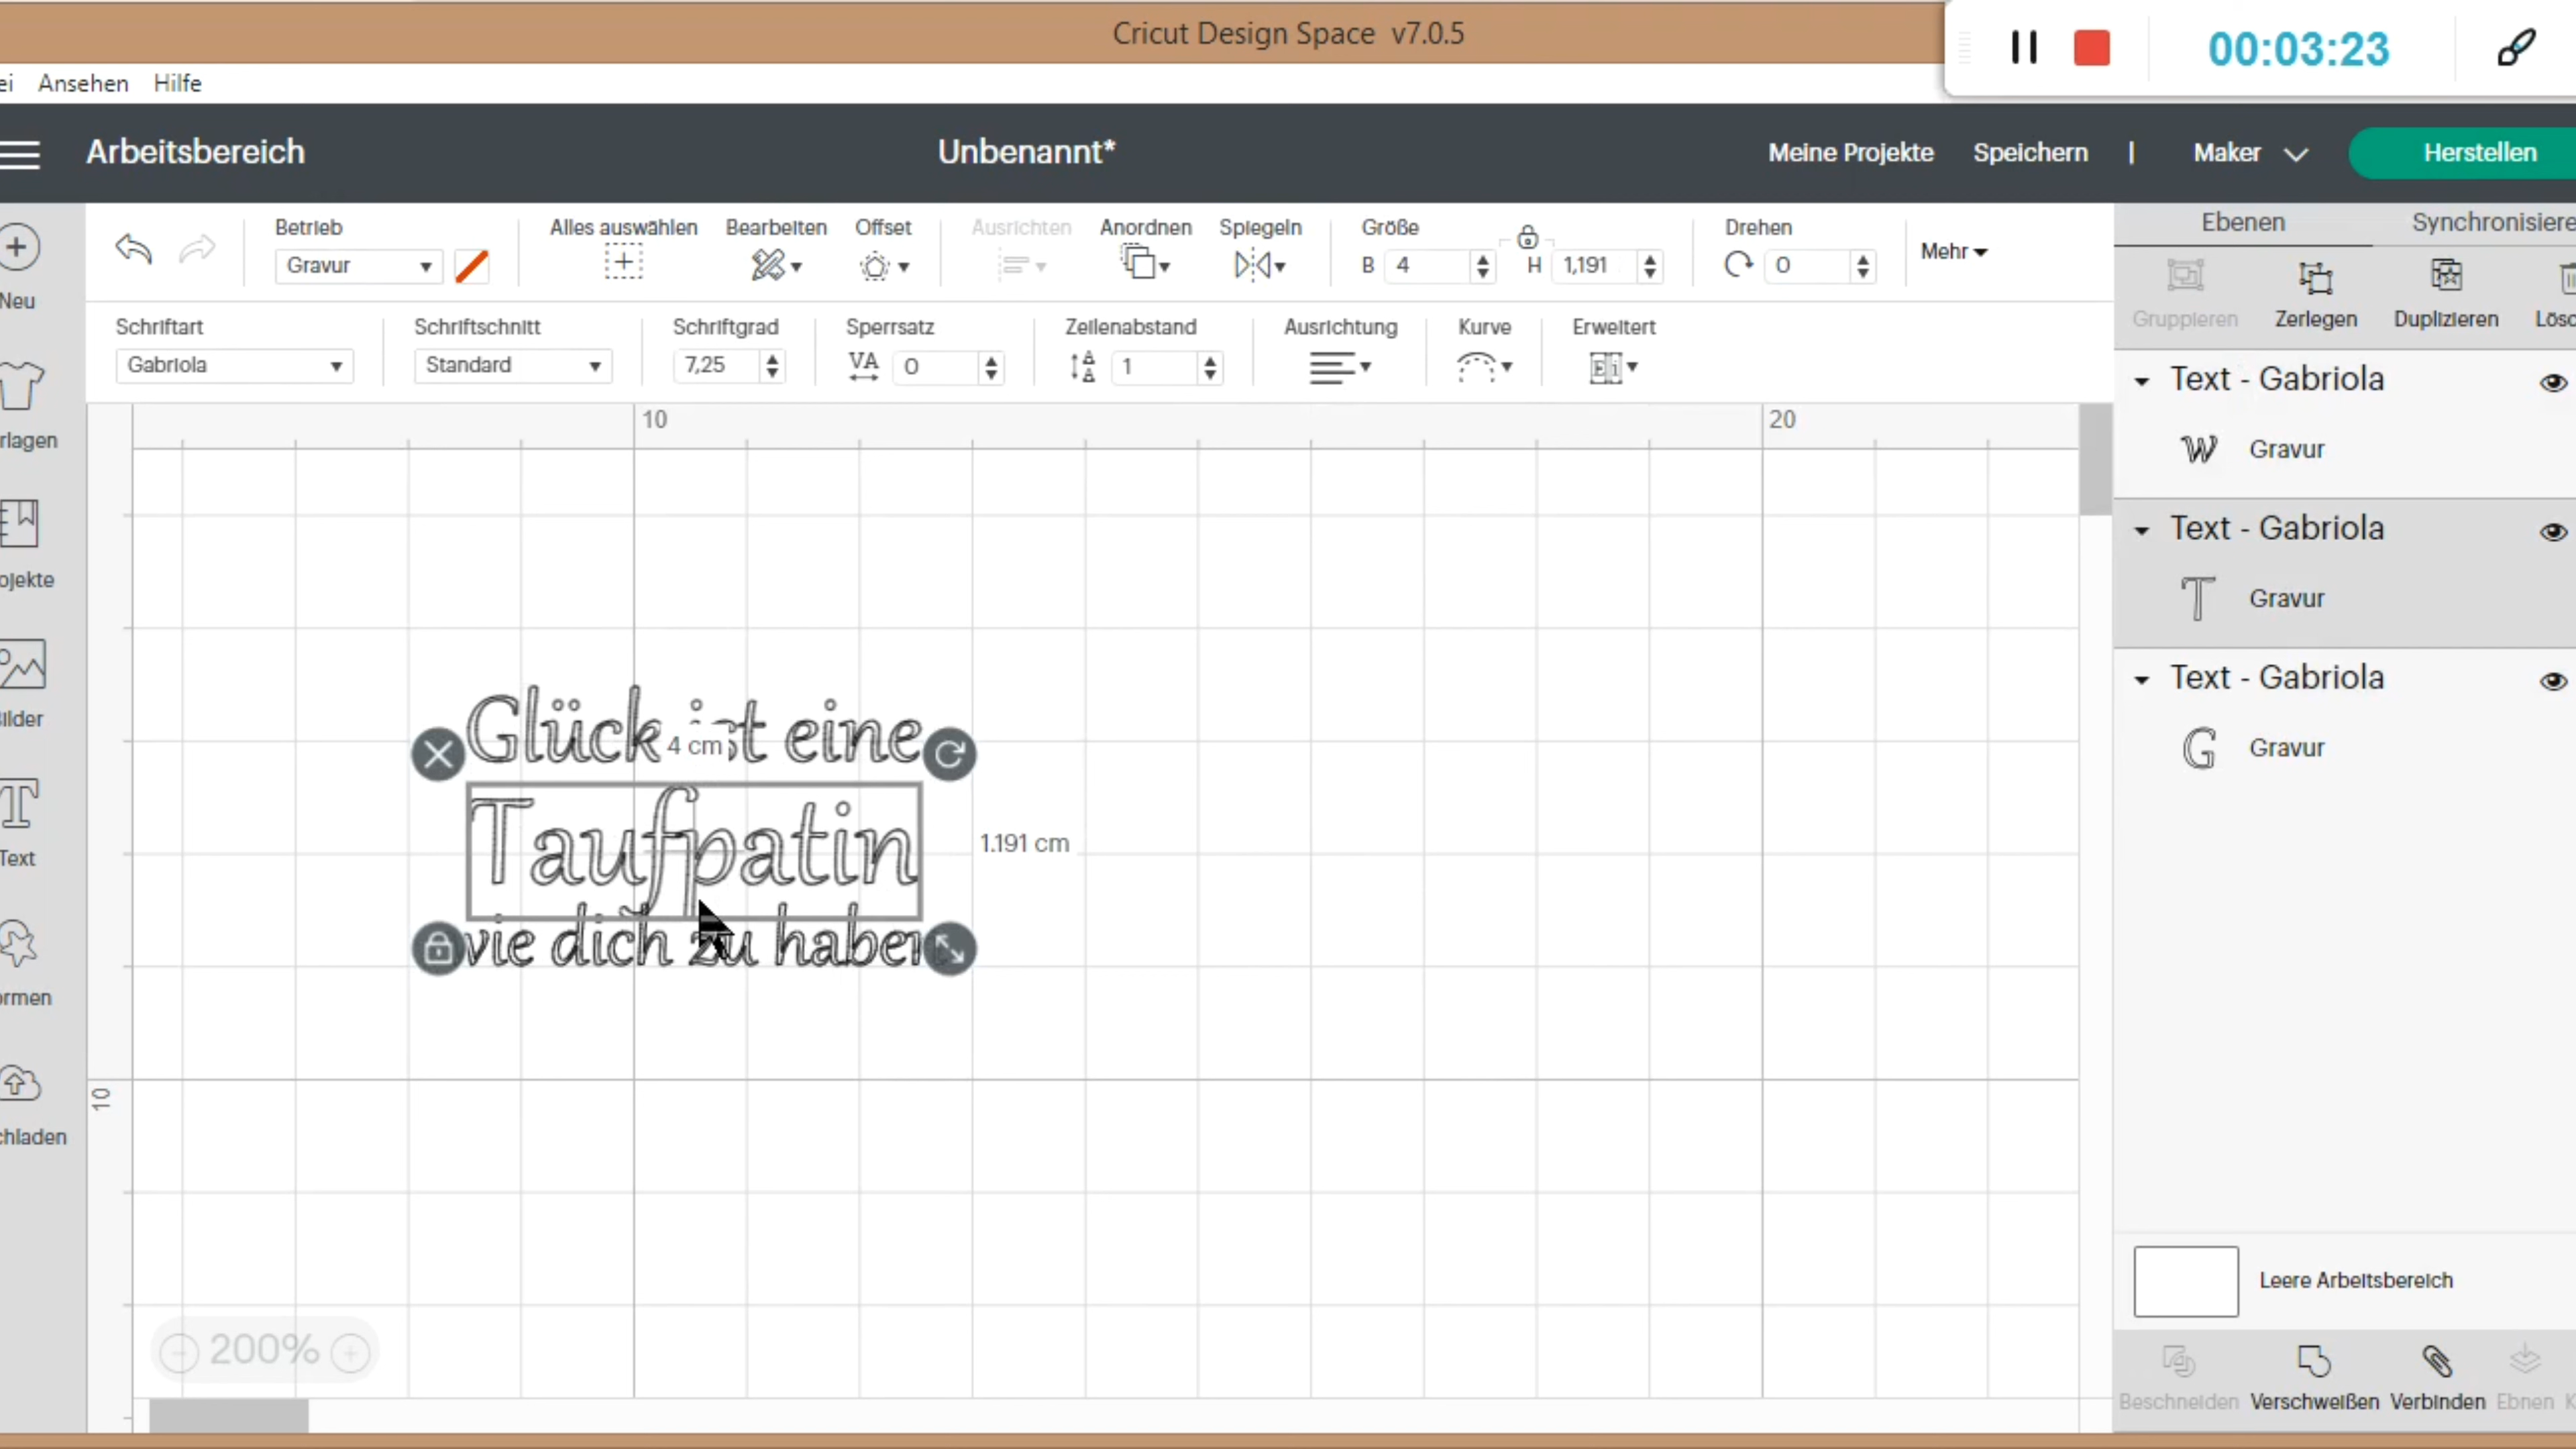 Cricut Design Space v7.0.5
00:03:23
ei Ansehen Hilfe
Arbeitsbereich
Unbenannt*
Meine Projekte Speichern | Maker Herstellen
Betrieb
Gravur
Alles auswählen Bearbeiten Offset Ausrichten Anordnen Spiegeln
Größe
B 4 H 1,191
Drehen
0
Mehr
Schriftart
Gabriola
Schriftschnitt
Standard
Schriftgrad
7,25
Sperrsatz
VA 0
Zeilenabstand
1
Ausrichtung Kurve Erweitert
Neu
rlagen
ojekte
ilder
Text
ormen
chladen
10 20
10
Glück ist eine
4 cm
Taufpatin
1.191 cm
wie dich zu haben
200%
Ebenen Synchronisiere
Gruppieren Zerlegen Duplizieren Lösc
Text - Gabriola
W Gravur
Text - Gabriola
T Gravur
Text - Gabriola
G Gravur
Leere Arbeitsbereich
Beschneiden Verschweißen Verbinden Ebnen K